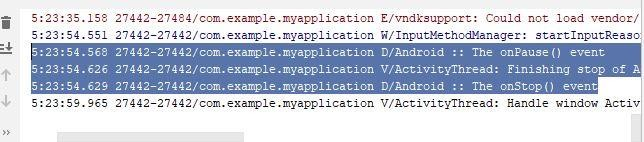 5:23:35.158 27442-27484/com.example.myapplication E/vndksupport: Could not load vendor/
5:23:54.551 27442-27442/com.example.myapplication W/InputMethodManager: startInputReaso
5:23:54.568 27442-27442/com.example.myapplication D/Android :: The onPause() event
5:23:54.626 27442-27442/com.example.myapplication V/ActivityThread: Finishing stop of A
5:23:54.629 27442-27442/com.example.myapplication D/Android :: The onStop() event
5:23:59.965 27442-27442/com.example.myapplication V/ActivityThread: Handle window Activ